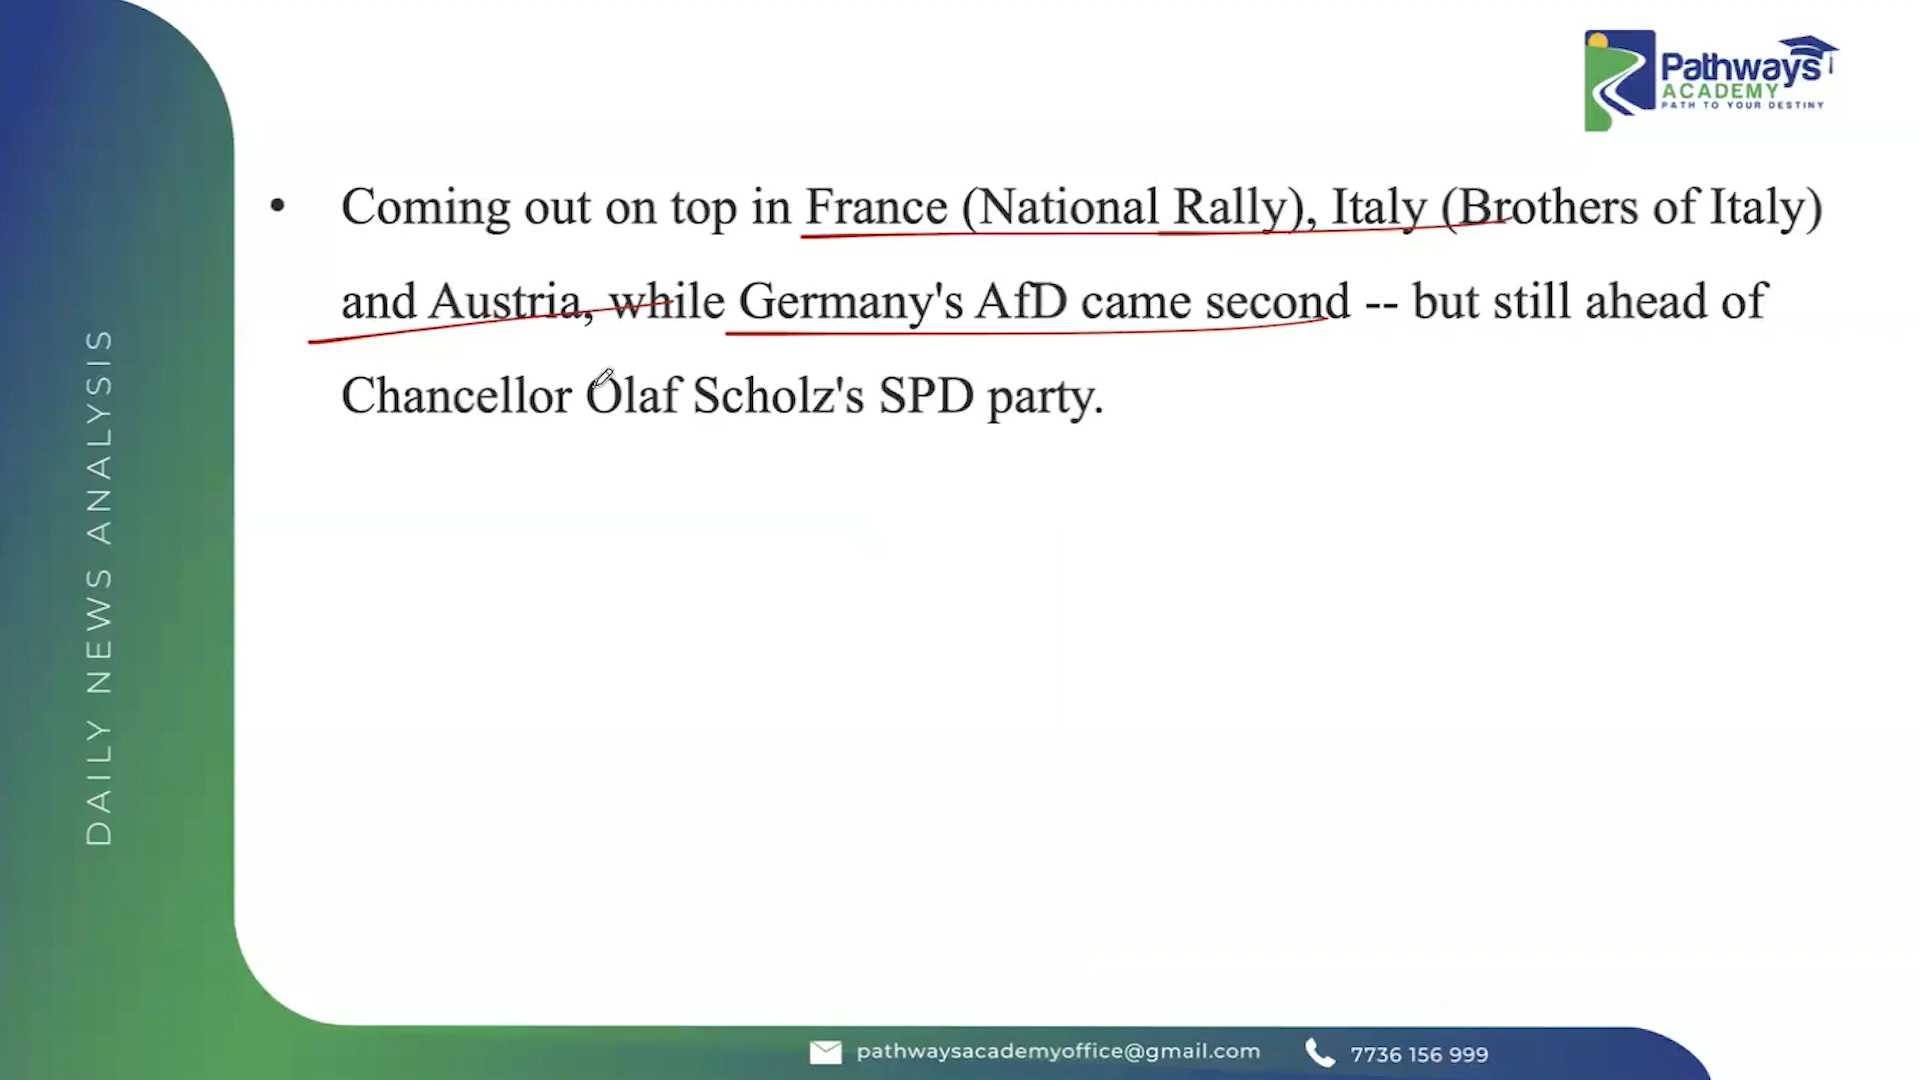 Pathways
ACADEMY
PATH TO YOUR DESTINY
• Coming out on top in France (National Rally), Italy (Brothers of Italy)
and Austria, while Germany's AfD came second -- but still ahead of
Chancellor Olaf Scholz's SPD party.
DAILY NEWS ANALYSIS
pathwaysacademyoffice@gmail.com
7736 156 999